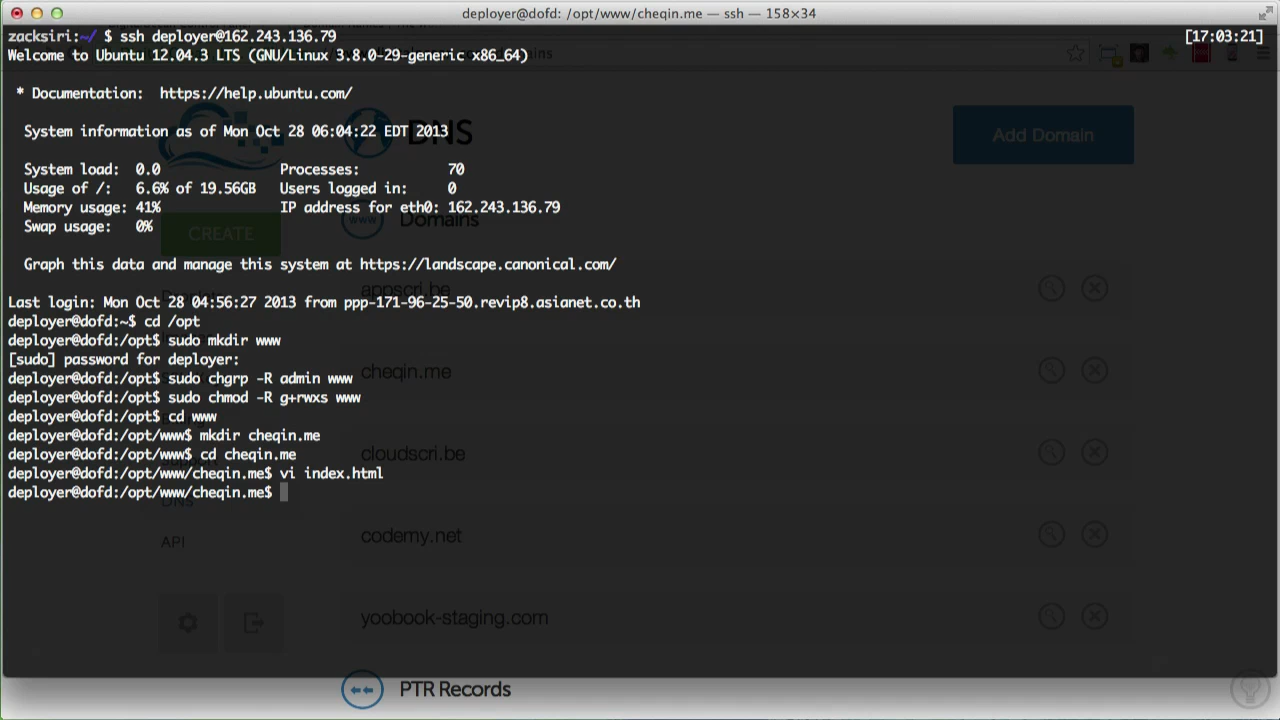 deployer@dofd: /opt/www/cheqin.me — ssh — 158×34
zacksiri:~/ $ ssh deployer@162.243.136.79 [17:03:21]
Welcome to Ubuntu 12.04.3 LTS (GNU/Linux 3.8.0-29-generic x86_64)
* Documentation: https://help.ubuntu.com/
System information as of Mon Oct 28 06:04:22 EDT 2013
System load: 0.0 Processes: 70
Usage of /: 6.6% of 19.56GB Users logged in: 0
Memory usage: 41% IP address for eth0: 162.243.136.79
Swap usage: 0%
Graph this data and manage this system at https://landscape.canonical.com/
Last login: Mon Oct 28 04:56:27 2013 from ppp-171-96-25-50.revip8.asianet.co.th
deployer@dofd:~$ cd /opt
deployer@dofd:/opt$ sudo mkdir www
[sudo] password for deployer:
deployer@dofd:/opt$ sudo chgrp -R admin www
deployer@dofd:/opt$ sudo chmod -R g+rwxs www
deployer@dofd:/opt$ cd www
deployer@dofd:/opt/www$ mkdir cheqin.me
deployer@dofd:/opt/www$ cd cheqin.me
deployer@dofd:/opt/www/cheqin.me$ vi index.html
deployer@dofd:/opt/www/cheqin.me$
DNS
Add Domain
CREATE
www
Domains
appscri.be
cheqin.me
cloudscri.be
DNS
API
codemy.net
yoobook-staging.com
PTR Records